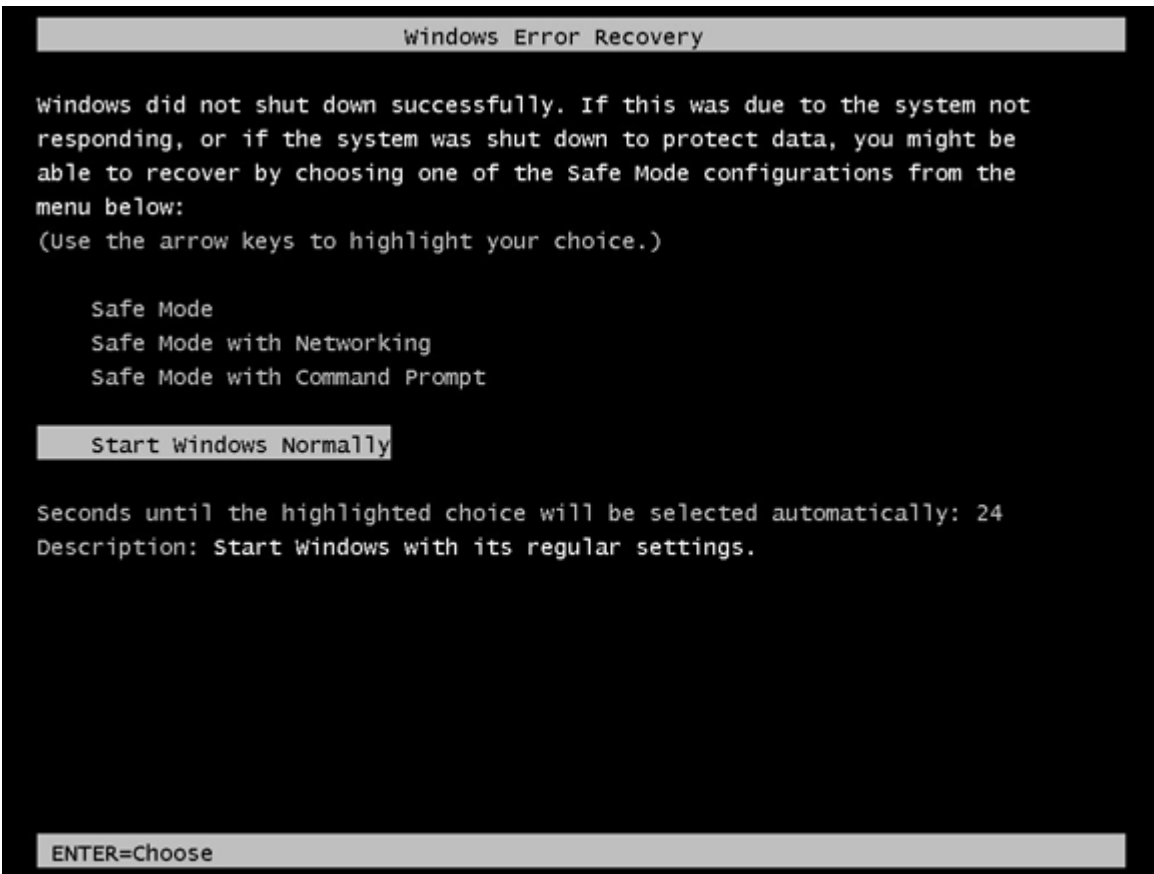 Windows Error Recovery
Windows did not shut down successfully. If this was due to the system not
responding, or if the system was shut down to protect data, you might be
able to recover by choosing one of the Safe Mode configurations from the
menu below:
(Use the arrow keys to highlight your choice.)
Safe Mode
Safe Mode with Networking
Safe Mode with Command Prompt
Start Windows Normally
Seconds until the highlighted choice will be selected automatically: 24
Description: Start Windows with its regular settings.
ENTER=Choose